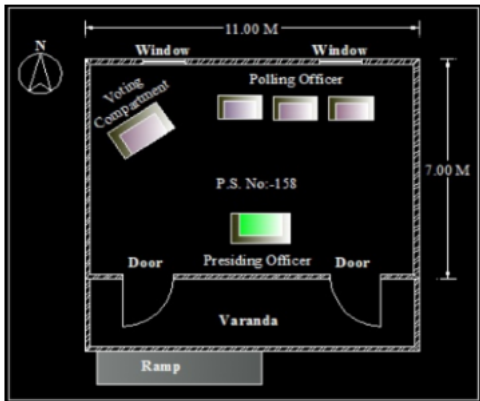 11.00 M
N
Window
Window
Polling Officer
Voting
Compartment
7.00 M
P.S. No:-158
Door
Presiding Officer
Door
Varanda
Ramp